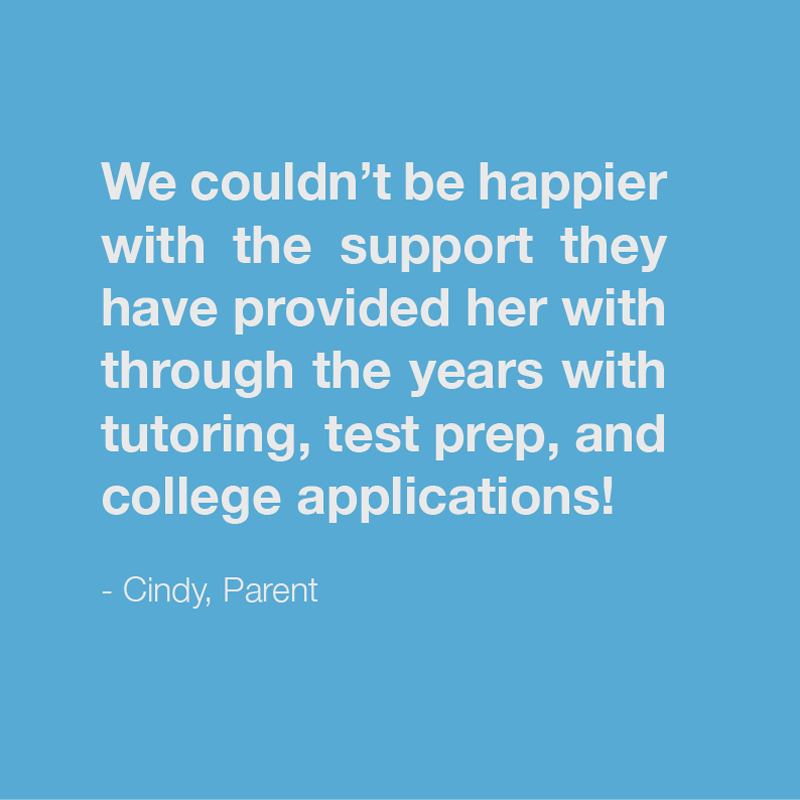 We couldn’t be happier
with the support they
have provided her with
through the years with
tutoring, test prep, and
college applications!
- Cindy, Parent